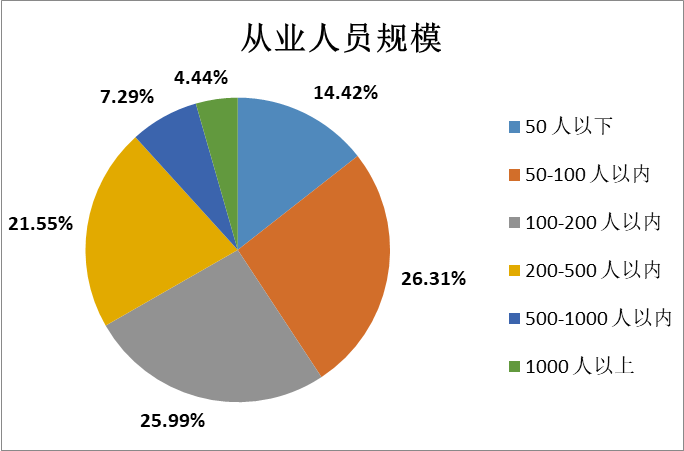 从业人员规模
4.44%
14.42%
7.29%
21.55%
26.31%
25.99%
50 人以下
50-100 人以内
100-200 人以内
200-500 人以内
500-1000 人以内
1000 人以上